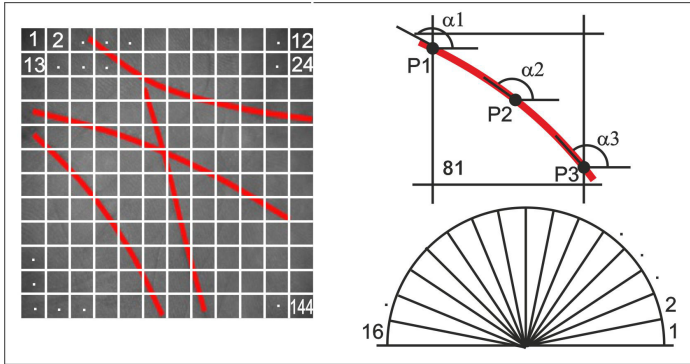 1 2 . . . . 12
13 . . . . . 24
.
.
. . 144
α1
P1
α2
P2
α3
81
P3
.
.
.
.
2
16
1